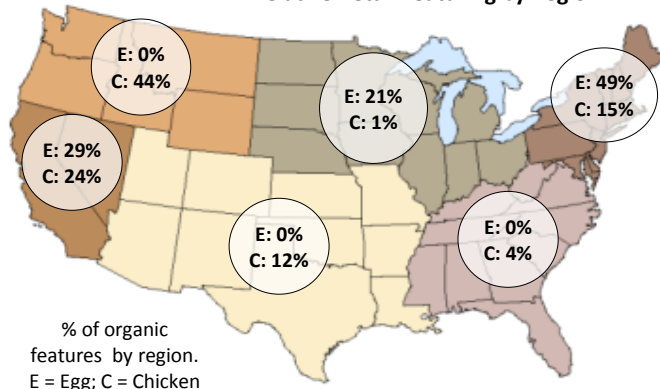 E: 0%
C: 44%
E: 21%
C: 1%
E: 49%
C: 15%
E: 29%
C: 24%
E: 0%
C: 12%
E: 0%
C: 4%
% of organic
features by region.
E = Egg; C = Chicken